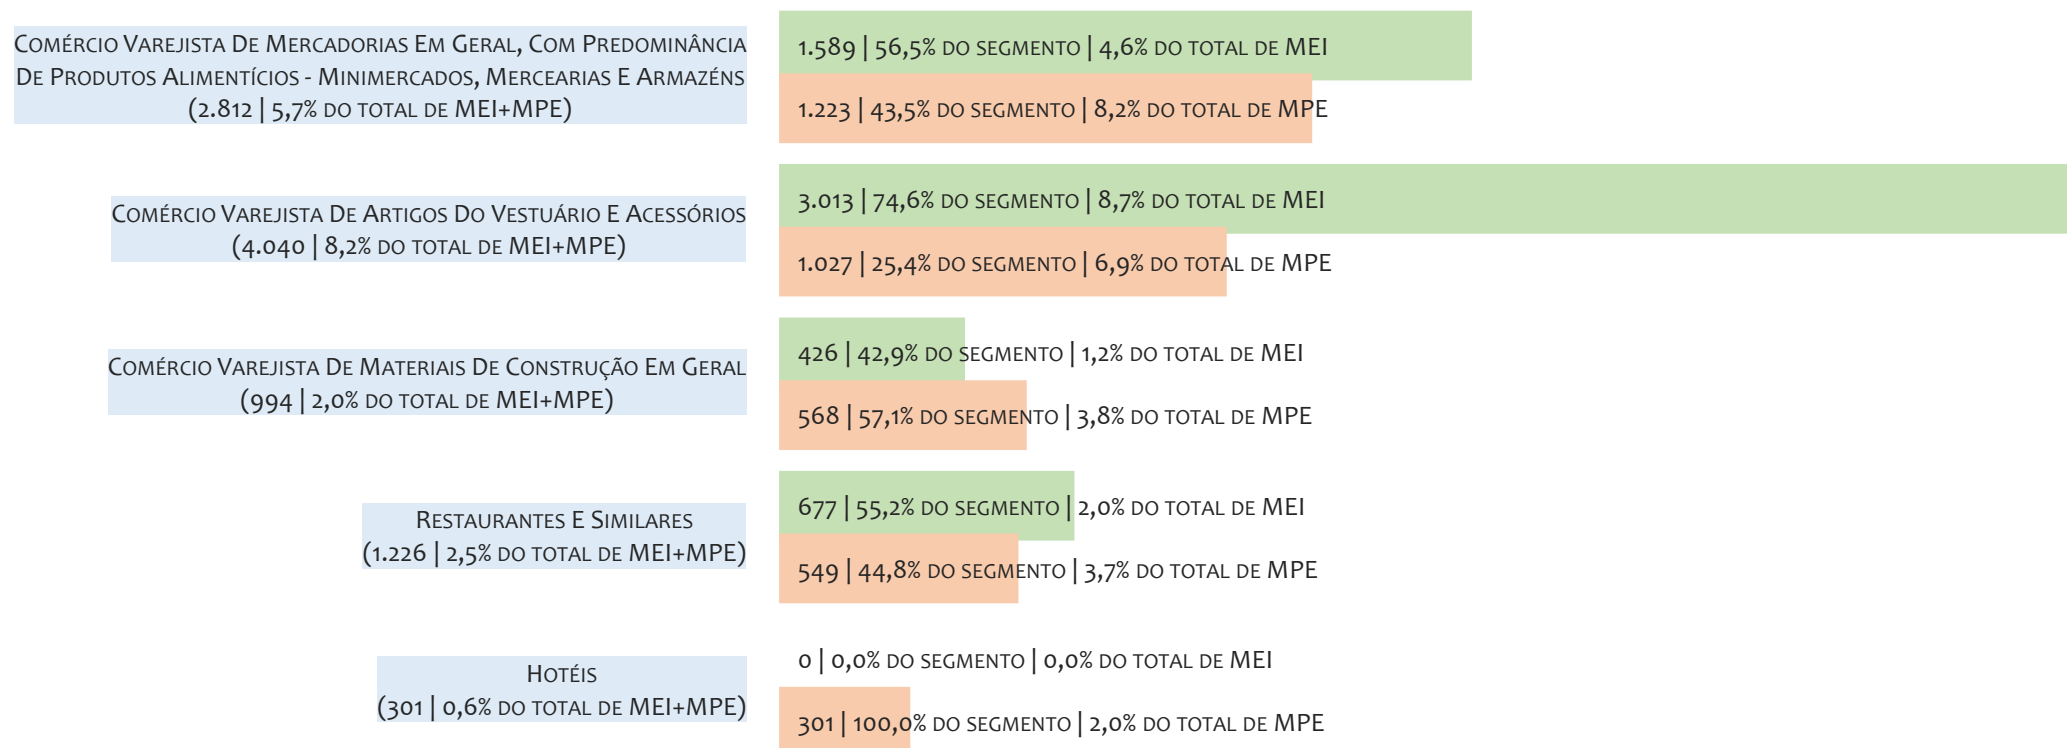 Comércio Varejista De Mercadorias Em Geral, Com Predominância
De Produtos Alimentícios - Minimercados, Mercearias E Armazéns
(2.812 | 5,7% do total de MEI+MPE)
1.589 | 56,5% do segmento | 4,6% do total de MEI
1.223 | 43,5% do segmento | 8,2% do total de MPE
Comércio Varejista De Artigos Do Vestuário E Acessórios
(4.040 | 8,2% do total de MEI+MPE)
3.013 | 74,6% do segmento | 8,7% do total de MEI
1.027 | 25,4% do segmento | 6,9% do total de MPE
Comércio Varejista De Materiais De Construção Em Geral
(994 | 2,0% do total de MEI+MPE)
426 | 42,9% do segmento | 1,2% do total de MEI
568 | 57,1% do segmento | 3,8% do total de MPE
Restaurantes E Similares
(1.226 | 2,5% do total de MEI+MPE)
677 | 55,2% do segmento | 2,0% do total de MEI
549 | 44,8% do segmento | 3,7% do total de MPE
Hotéis
(301 | 0,6% do total de MEI+MPE)
0 | 0,0% do segmento | 0,0% do total de MEI
301 | 100,0% do segmento | 2,0% do total de MPE